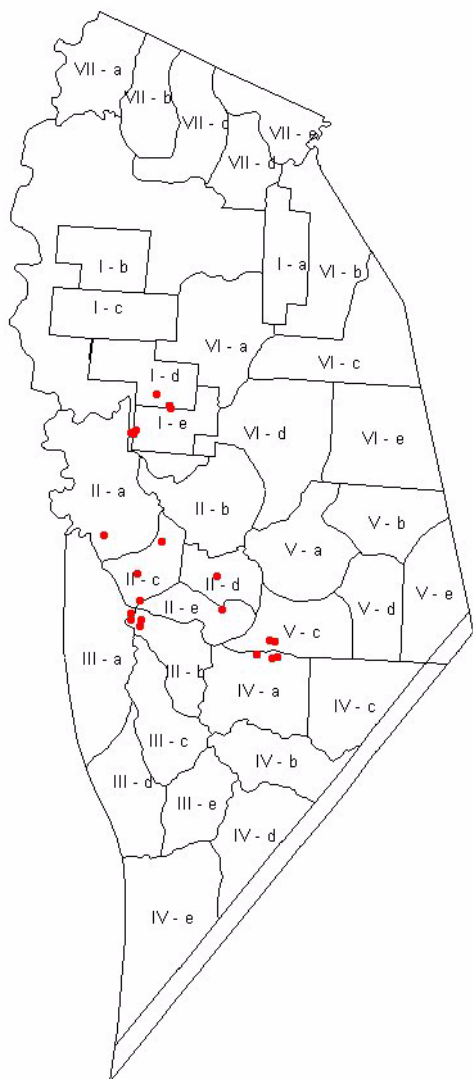 VII - a
VII - b
VII - c
VII - d
VII - e
I - a
I - b
I - c
VI - b
VI - a
VI - c
I - d
I - e
VI - d
VI - e
II - a
II - b
V - b
V - a
II - c
II - d
V - e
V - d
II - e
V - c
III - a
III - b
IV - a
IV - c
III - c
IV - b
III - d
III - e
IV - d
IV - e